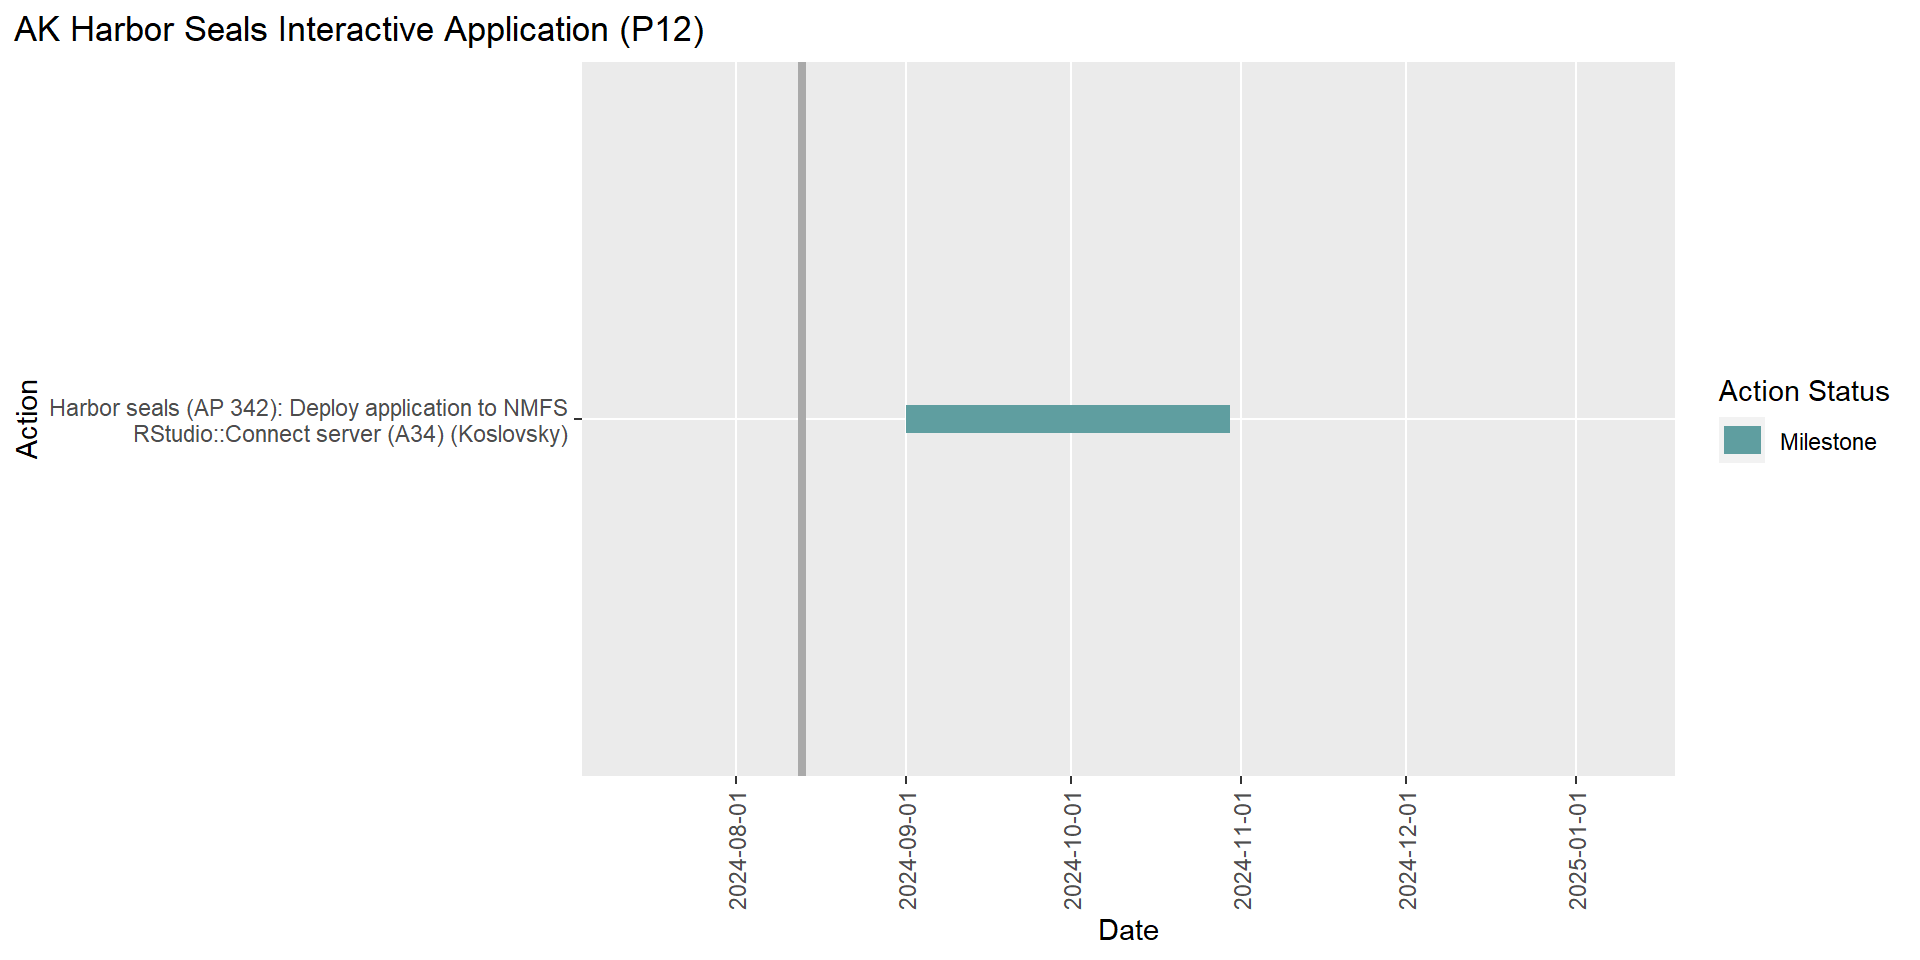 AK Harbor Seals Interactive Application (P12)
Action
Harbor seals (AP 342): Deploy application to NMFS
RStudio::Connect server (A34) (Koslovsky)
Action Status
Milestone
2024-08-01
2024-09-01
2024-10-01
2024-11-01
2024-12-01
2025-01-01
Date